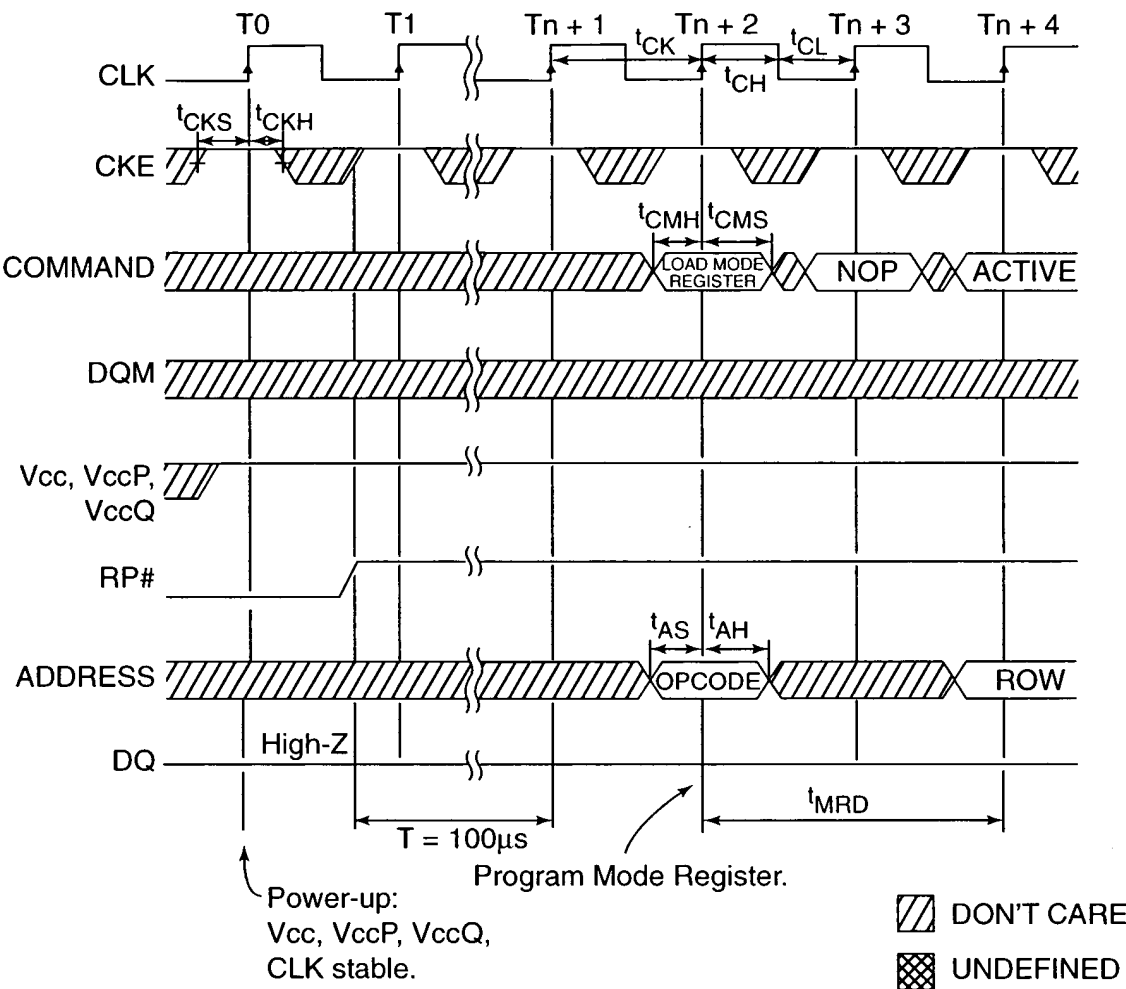 T0 T1 Tn + 1 Tn + 2 Tn + 3 Tn + 4
tCK tCL
CLK
tCH
tCKS tCKH
CKE
tCMH tCMS
COMMAND LOAD MODE REGISTER NOP ACTIVE
DQM
Vcc, VccP,
VccQ
RP#
tAS tAH
ADDRESS OPCODE ROW
High-Z
DQ
tMRD
T = 100µs
Program Mode Register.
Power-up:
Vcc, VccP, VccQ,
CLK stable.
DON'T CARE
UNDEFINED